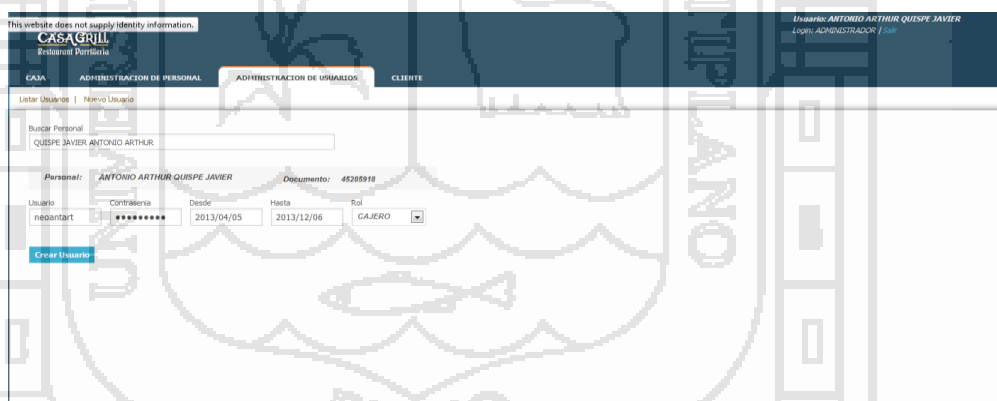 This website does not supply identity information.
CASAGRILL
Restaurant Parrilleria
Usuario: ANTONIO ARTHUR QUISPE JAVIER
Login: ADMINISTRADOR | Salir
CAJA ADMINISTRACION DE PERSONAL ADMINISTRACION DE USUARIOS CLIENTE
Listar Usuarios | Nuevo Usuario
Buscar Personal
QUISPE JAVIER ANTONIO ARTHUR
Personal: ANTONIO ARTHUR QUISPE JAVIER Documento: 45285918
Usuario Contrasenia Desde Hasta Rol
neoantart ●●●●●●●●● 2013/04/05 2013/12/06 CAJERO
Crear Usuario